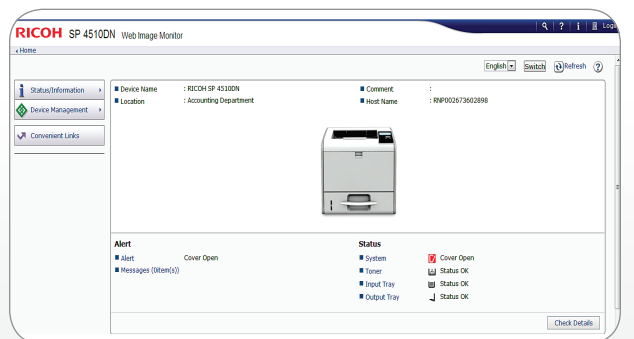 RICOH SP 4510DN Web Image Monitor
? i Logi
Home
English Switch Refresh ?
Status/Information
Device Management
Convenient Links
Device Name : RICOH SP 4510DN Comment :
Location : Accounting Department Host Name : RNP002673602898
Alert Status
Alert Cover Open System Cover Open
Messages (0item(s)) Toner Status OK
Input Tray Status OK
Output Tray Status OK
Check Details